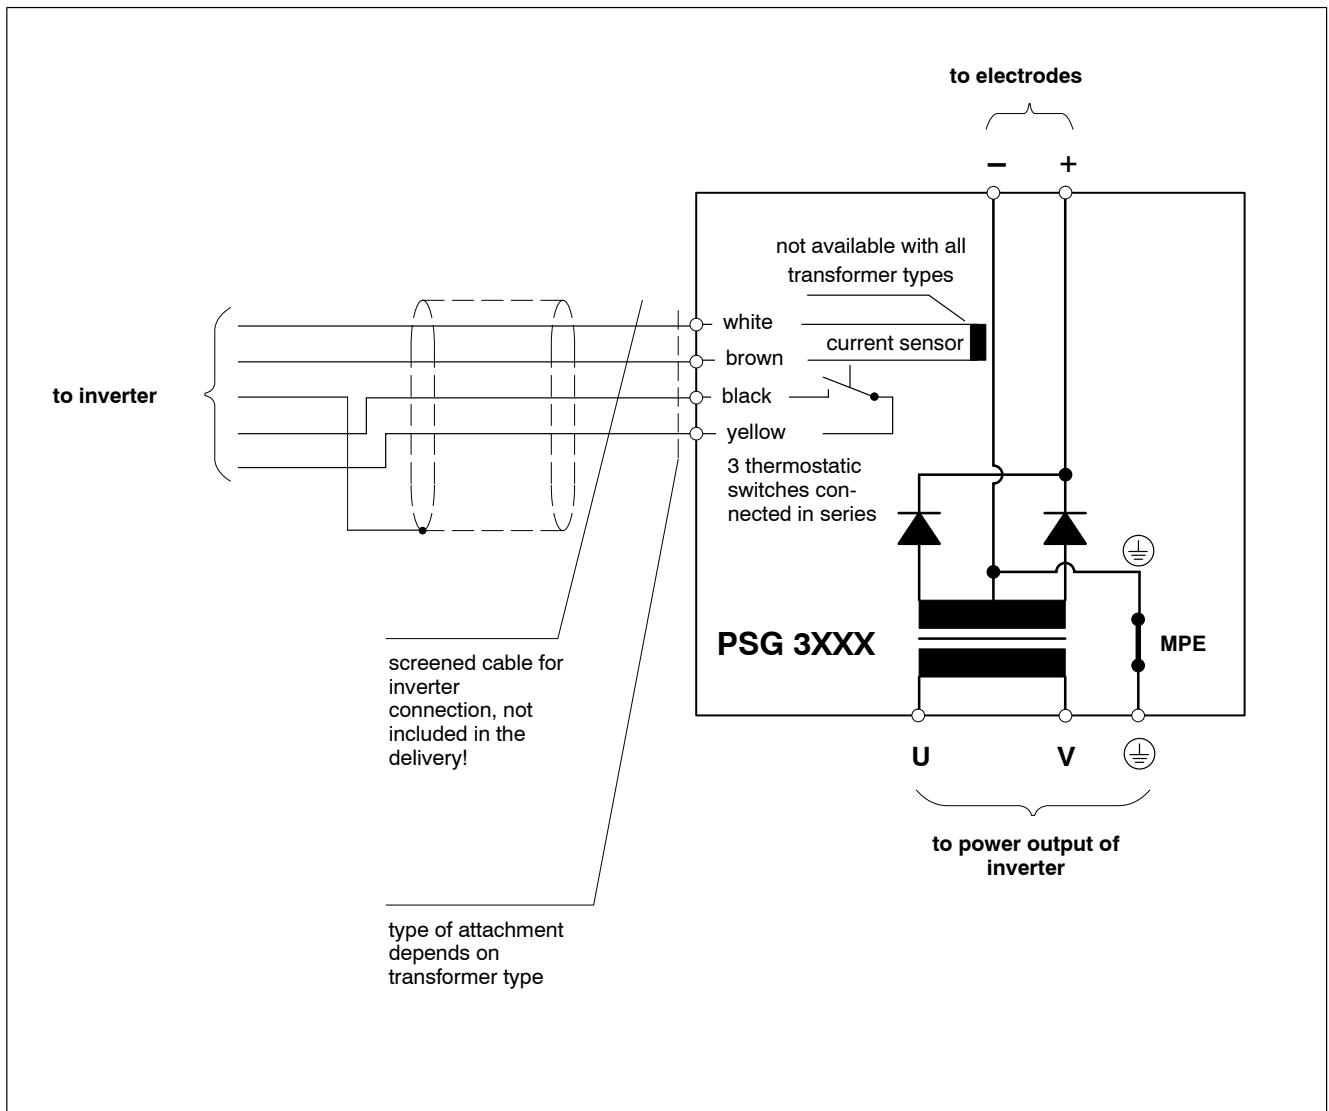 to electrodes
− +
not available with all
transformer types
white
current sensor
brown
to inverter
black
yellow
3 thermostatic
switches con-
nected in series
PSG 3XXX
MPE
screened cable for
inverter
connection, not
included in the
delivery!
U V
to power output of
inverter
type of attachment
depends on
transformer type